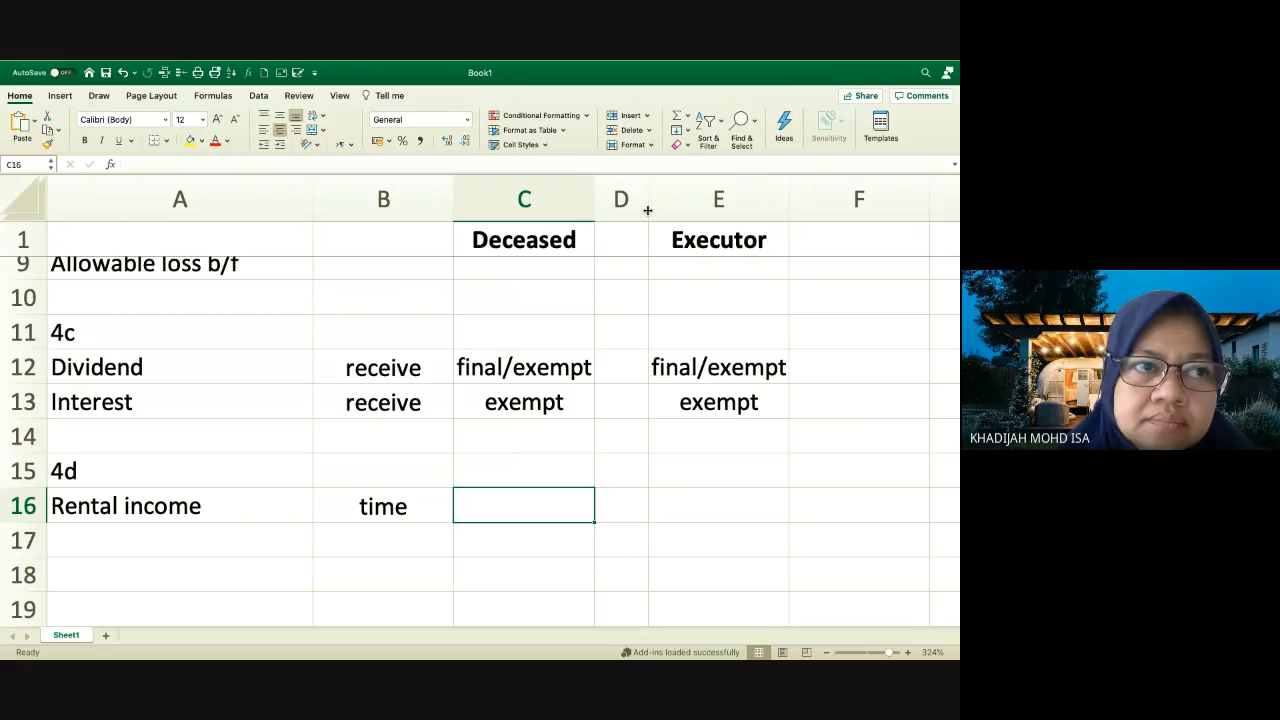 AutoSave OFF Book1
Home Insert Draw Page Layout Formulas Data Review View Tell me Share Comments
Paste Calibri (Body) 12 General Conditional Formatting Format as Table Cell Styles Insert Delete Format Sort & Filter Find & Select Ideas Sensitivity Templates
C16 fx
A B C D E F
1 Deceased Executor
9 Allowable loss b/f
10
11 4c
12 Dividend receive final/exempt final/exempt
13 Interest receive exempt exempt
14
15 4d
16 Rental income time
17
18
19
KHADIJAH MOHD ISA
Sheet1
Ready Add-ins loaded successfully 324%